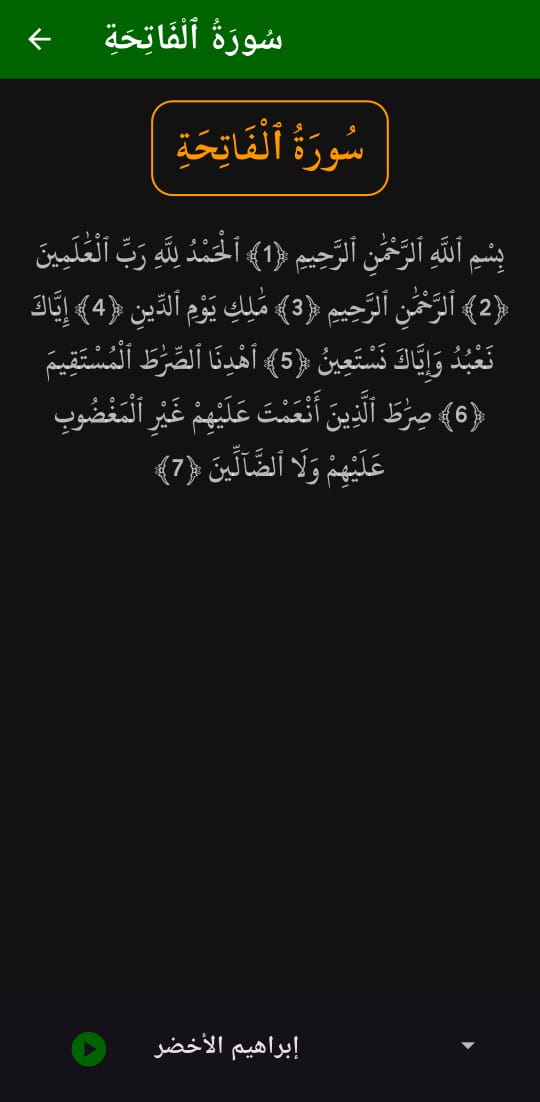 سُورَةُ ٱلْفَاتِحَةِ
سُورَةُ ٱلْفَاتِحَةِ
بِسْمِ ٱللَّهِ ٱلرَّحْمَٰنِ ٱلرَّحِيمِ ﴿1﴾ ٱلْحَمْدُ لِلَّهِ رَبِّ ٱلْعَٰلَمِينَ
﴿2﴾ ٱلرَّحْمَٰنِ ٱلرَّحِيمِ ﴿3﴾ مَٰلِكِ يَوْمِ ٱلدِّينِ ﴿4﴾ إِيَّاكَ
نَعْبُدُ وَإِيَّاكَ نَسْتَعِينُ ﴿5﴾ ٱهْدِنَا ٱلصِّرَٰطَ ٱلْمُسْتَقِيمَ
﴿6﴾ صِرَٰطَ ٱلَّذِينَ أَنْعَمْتَ عَلَيْهِمْ غَيْرِ ٱلْمَغْضُوبِ
عَلَيْهِمْ وَلَا ٱلضَّآلِّينَ ﴿7﴾
إبراهيم الأخضر